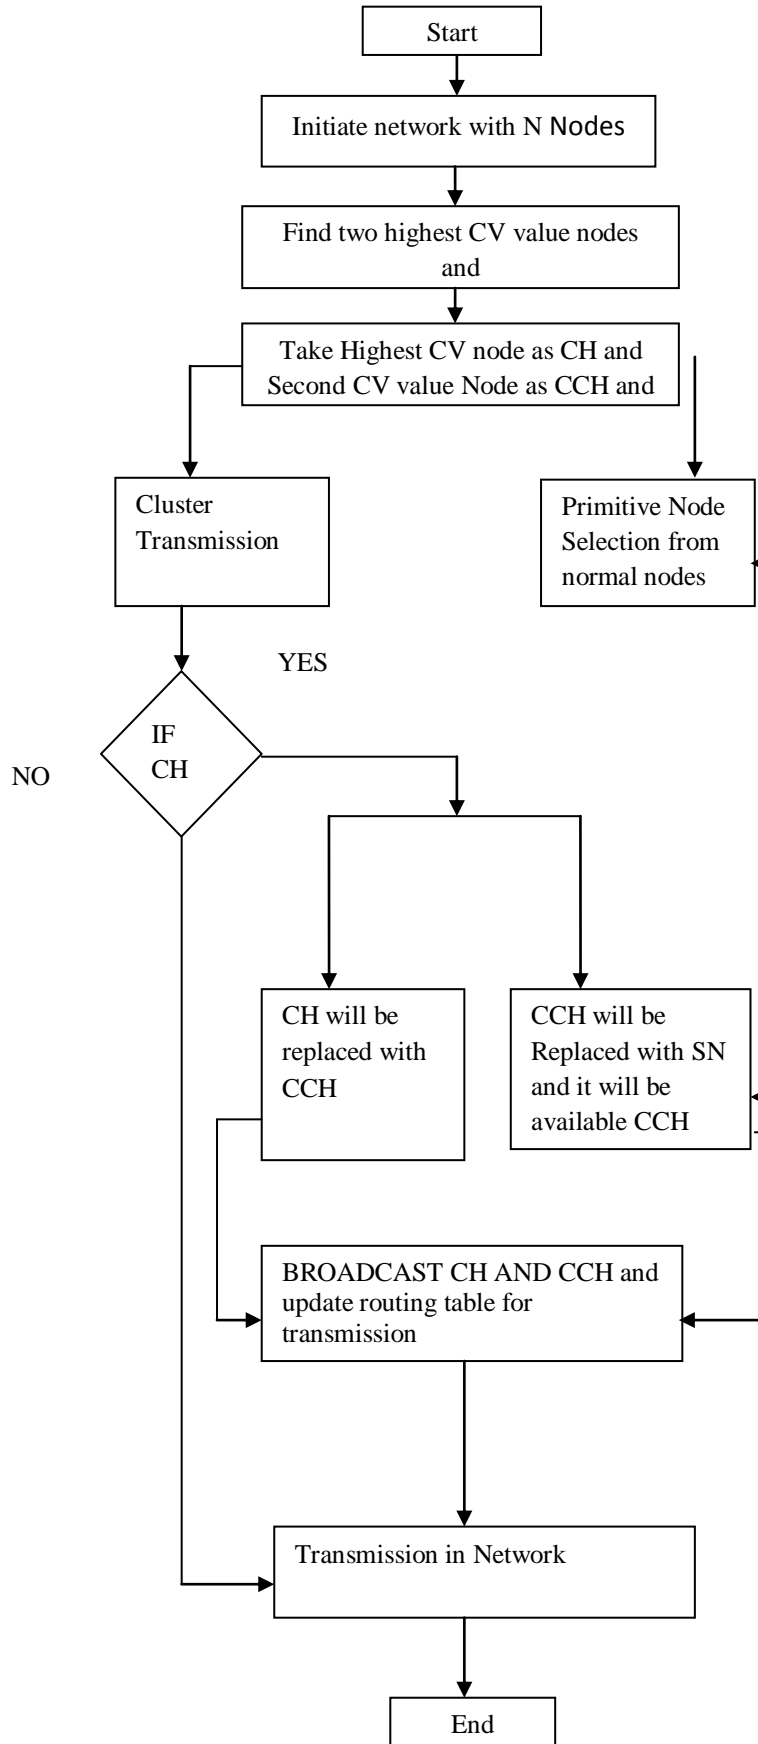 Start
Initiate network with N Nodes
Find two highest CV value nodes
and
Take Highest CV node as CH and
Second CV value Node as CCH and
Cluster
Transmission
Primitive Node
Selection from
normal nodes
YES
IF
CH
NO
CH will be
replaced with
CCH
CCH will be
Replaced with SN
and it will be
available CCH
BROADCAST CH AND CCH and
update routing table for
transmission
Transmission in Network
End